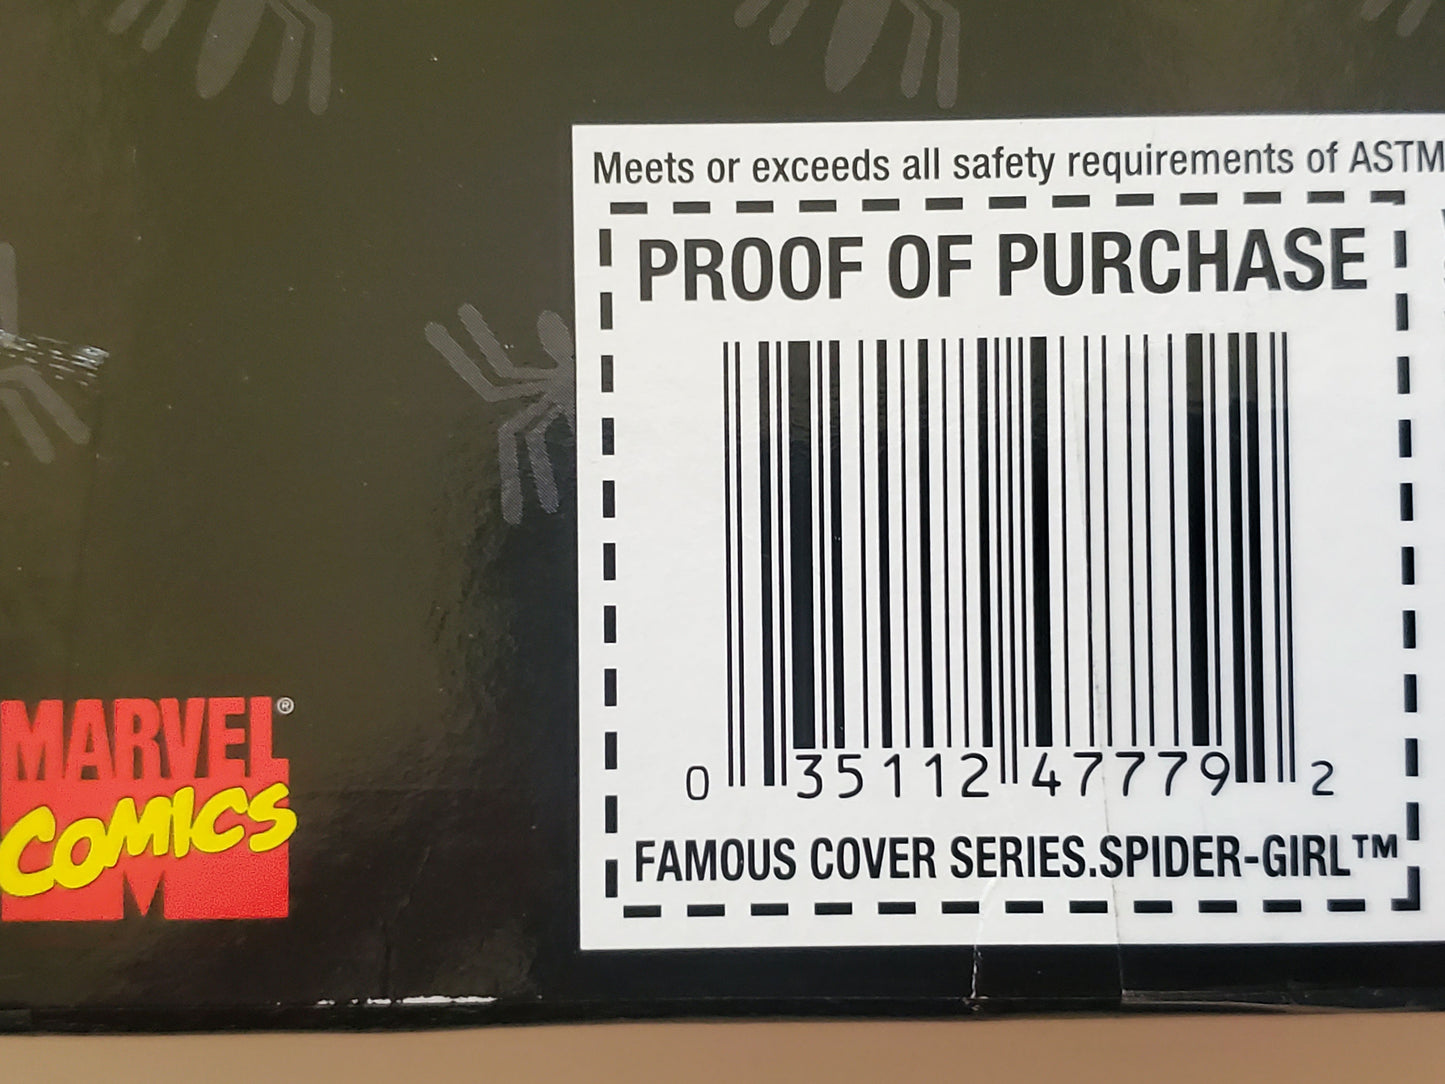 Meets or exceeds all safety requirements of ASTM
PROOF OF PURCHASE
0 35112 47779 2
FAMOUS COVER SERIES.SPIDER-GIRL™
MARVEL®
COMICS